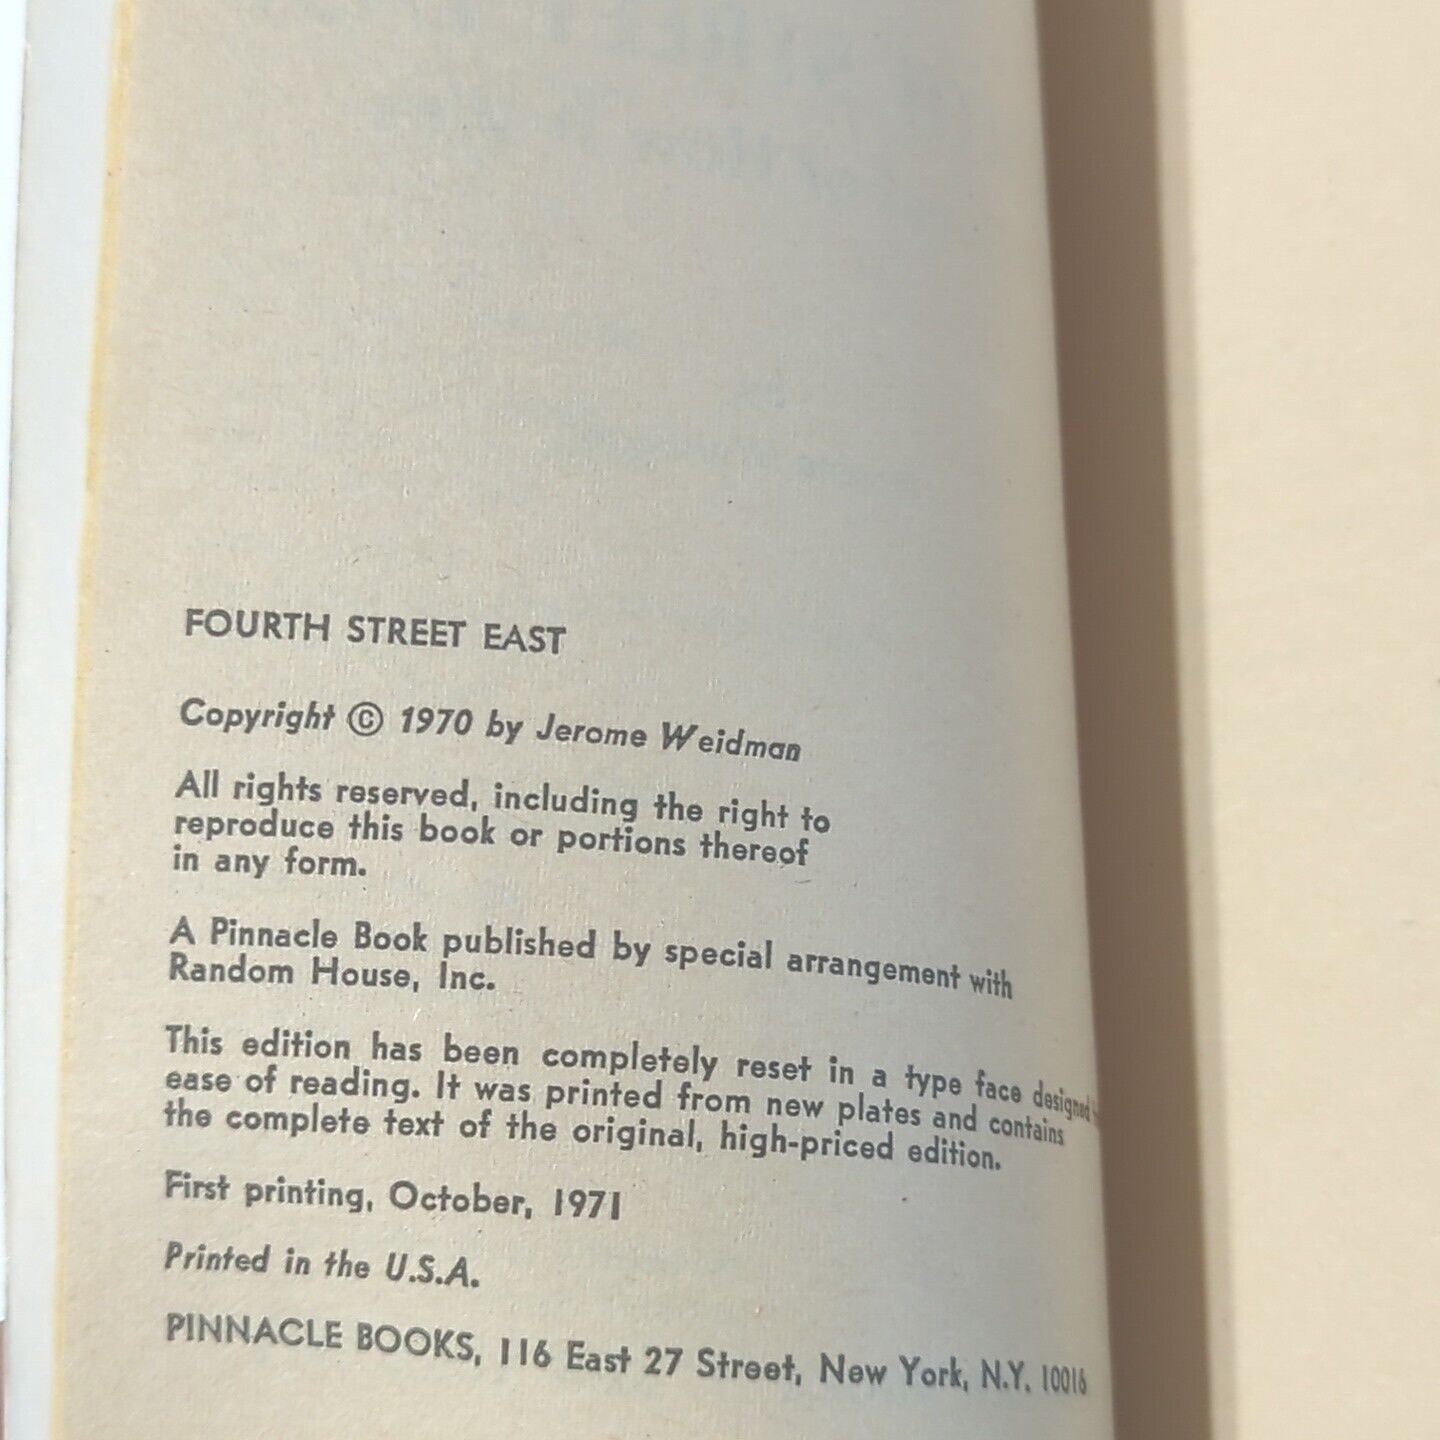 FOURTH STREET EAST
Copyright © 1970 by Jerome Weidman
All rights reserved, including the right to
reproduce this book or portions thereof
in any form.
A Pinnacle Book published by special arrangement with
Random House, Inc.
This edition has been completely reset in a type face designed
ease of reading. It was printed from new plates and contains
the complete text of the original, high-priced edition.
First printing, October, 1971
Printed in the U.S.A.
PINNACLE BOOKS, 116 East 27 Street, New York, N.Y. 10016